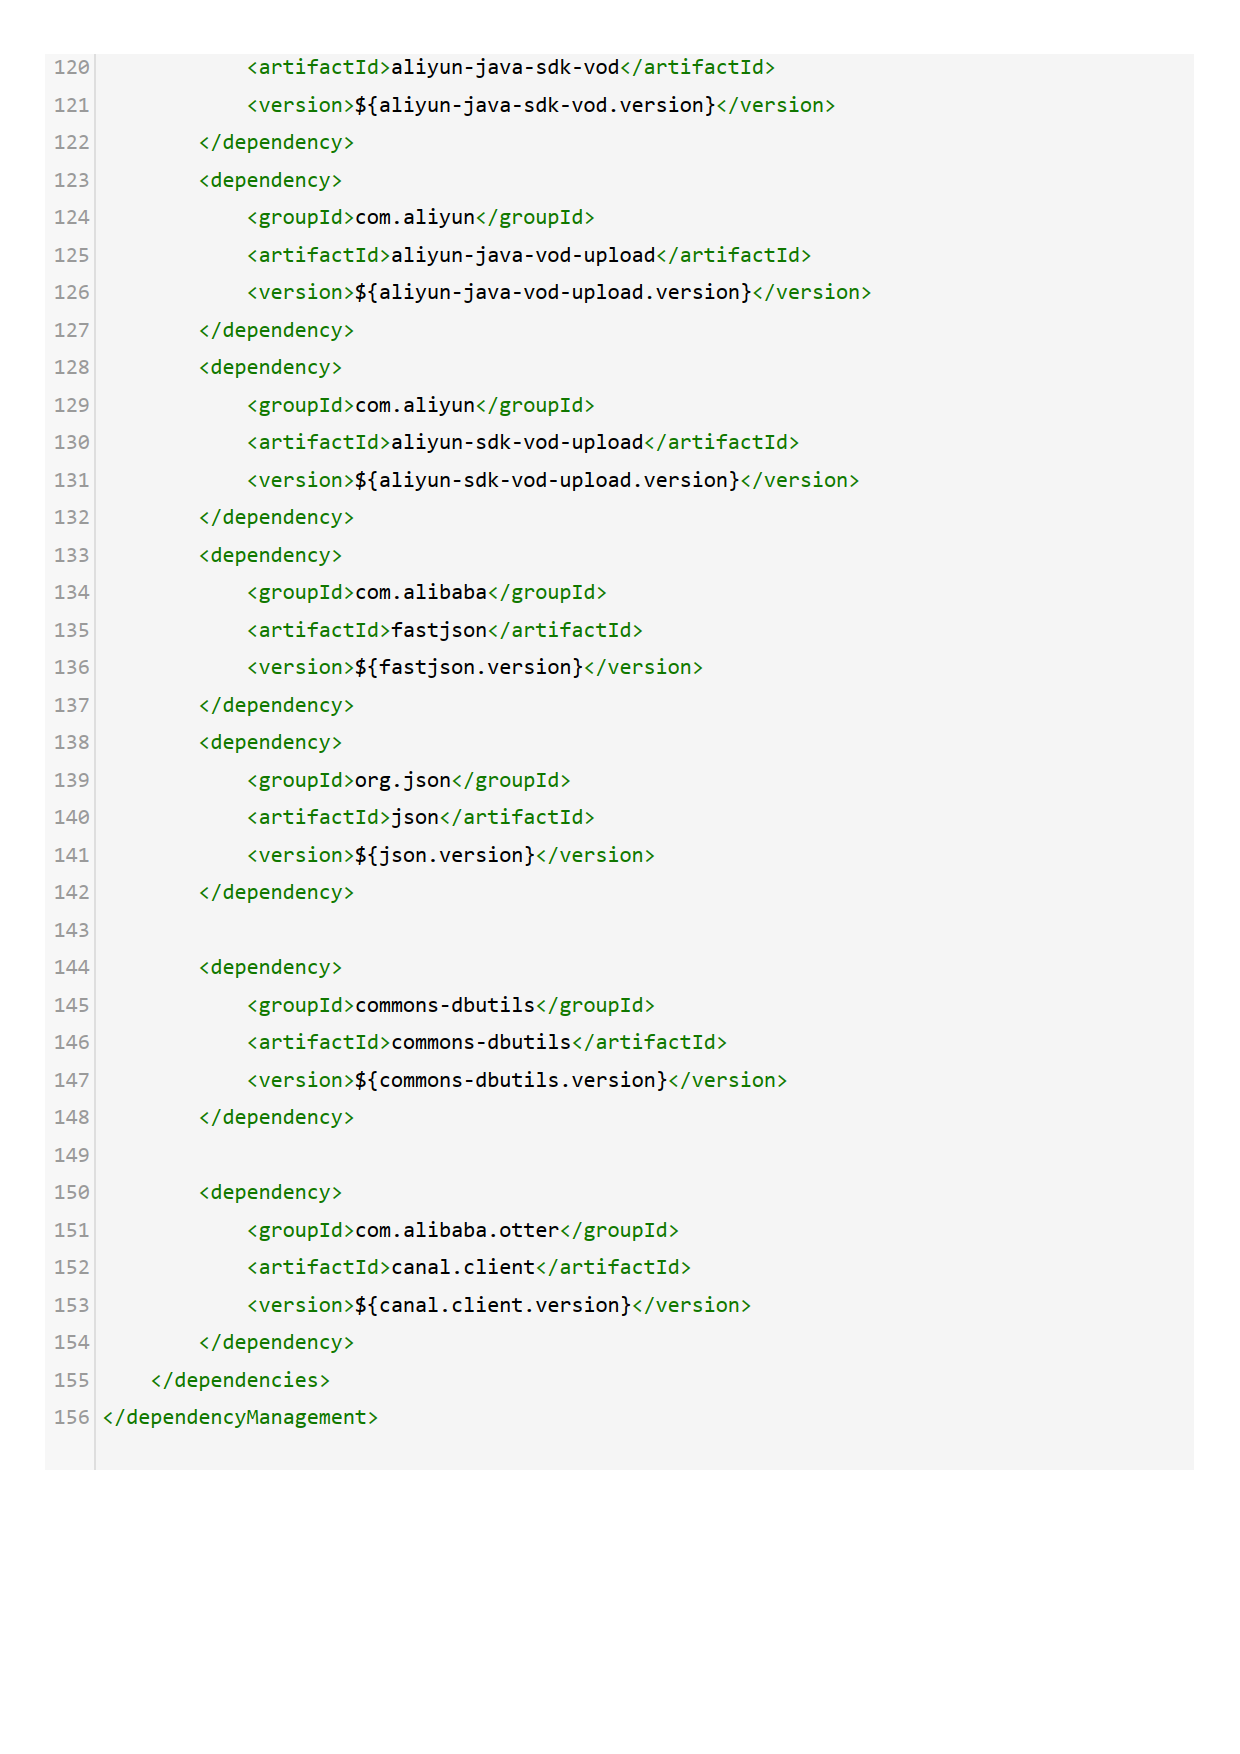 120             <artifactId>aliyun-java-sdk-vod</artifactId>
121             <version>${aliyun-java-sdk-vod.version}</version>
122         </dependency>
123         <dependency>
124             <groupId>com.aliyun</groupId>
125             <artifactId>aliyun-java-vod-upload</artifactId>
126             <version>${aliyun-java-vod-upload.version}</version>
127         </dependency>
128         <dependency>
129             <groupId>com.aliyun</groupId>
130             <artifactId>aliyun-sdk-vod-upload</artifactId>
131             <version>${aliyun-sdk-vod-upload.version}</version>
132         </dependency>
133         <dependency>
134             <groupId>com.alibaba</groupId>
135             <artifactId>fastjson</artifactId>
136             <version>${fastjson.version}</version>
137         </dependency>
138         <dependency>
139             <groupId>org.json</groupId>
140             <artifactId>json</artifactId>
141             <version>${json.version}</version>
142         </dependency>
143
144         <dependency>
145             <groupId>commons-dbutils</groupId>
146             <artifactId>commons-dbutils</artifactId>
147             <version>${commons-dbutils.version}</version>
148         </dependency>
149
150         <dependency>
151             <groupId>com.alibaba.otter</groupId>
152             <artifactId>canal.client</artifactId>
153             <version>${canal.client.version}</version>
154         </dependency>
155     </dependencies>
156 </dependencyManagement>